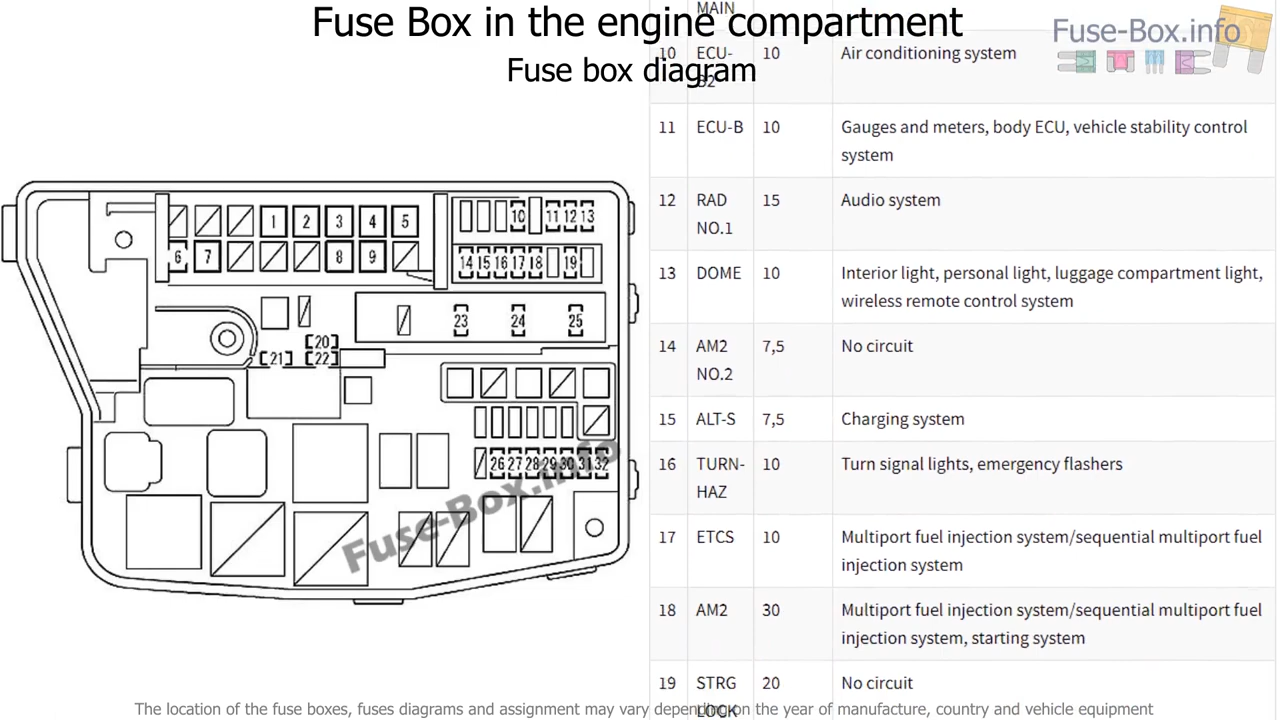 Fuse Box in the engine compartment
Fuse box diagram
Fuse-Box.info
MAIN
10 ECU- 10 Air conditioning system
B2
11 ECU-B 10 Gauges and meters, body ECU, vehicle stability control
system
12 RAD 15 Audio system
NO.1
13 DOME 10 Interior light, personal light, luggage compartment light,
wireless remote control system
14 AM2 7,5 No circuit
NO.2
15 ALT-S 7,5 Charging system
16 TURN- 10 Turn signal lights, emergency flashers
HAZ
17 ETCS 10 Multiport fuel injection system/sequential multiport fuel
injection system
18 AM2 30 Multiport fuel injection system/sequential multiport fuel
injection system, starting system
19 STRG 20 No circuit
LOCK
1 2 3 4 5
6 7 8 9
10 11 12 13
14 15 16 17 18 19
20
21 22
23 24 25
26 27 28 29 30 31 32
Fuse-Box.info
The location of the fuse boxes, fuses diagrams and assignment may vary depending on the year of manufacture, country and vehicle equipment